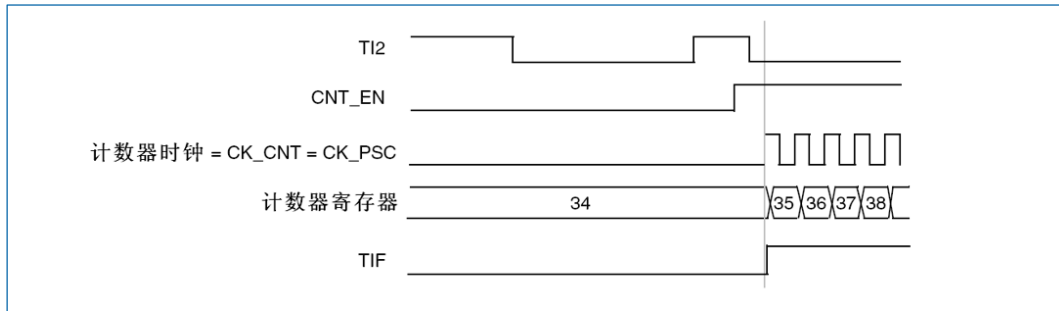 TI2
CNT_EN
计数器时钟 = CK_CNT = CK_PSC
计数器寄存器 34 35 36 37 38
TIF